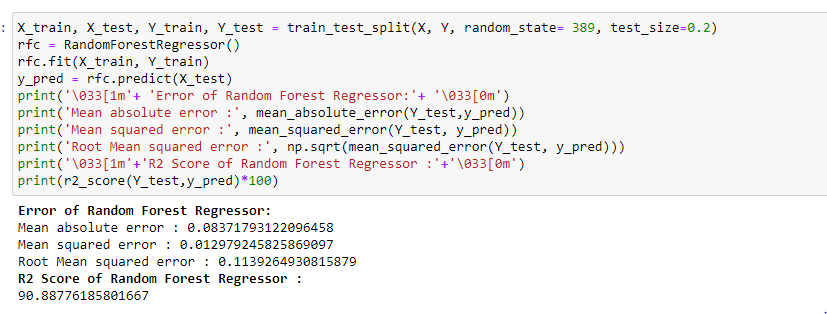 : X_train, X_test, Y_train, Y_test = train_test_split(X, Y, random_state= 389, test_size=0.2)
rfc = RandomForestRegressor()
rfc.fit(X_train, Y_train)
y_pred = rfc.predict(X_test)
print('\033[1m'+ 'Error of Random Forest Regressor:'+ '\033[0m')
print('Mean absolute error :', mean_absolute_error(Y_test,y_pred))
print('Mean squared error :', mean_squared_error(Y_test, y_pred))
print('Root Mean squared error :', np.sqrt(mean_squared_error(Y_test, y_pred)))
print('\033[1m'+'R2 Score of Random Forest Regressor :'+'\033[0m')
print(r2_score(Y_test,y_pred)*100)
Error of Random Forest Regressor:
Mean absolute error : 0.08371793122096458
Mean squared error : 0.012979245825869097
Root Mean squared error : 0.1139264930815879
R2 Score of Random Forest Regressor :
90.88776185801667